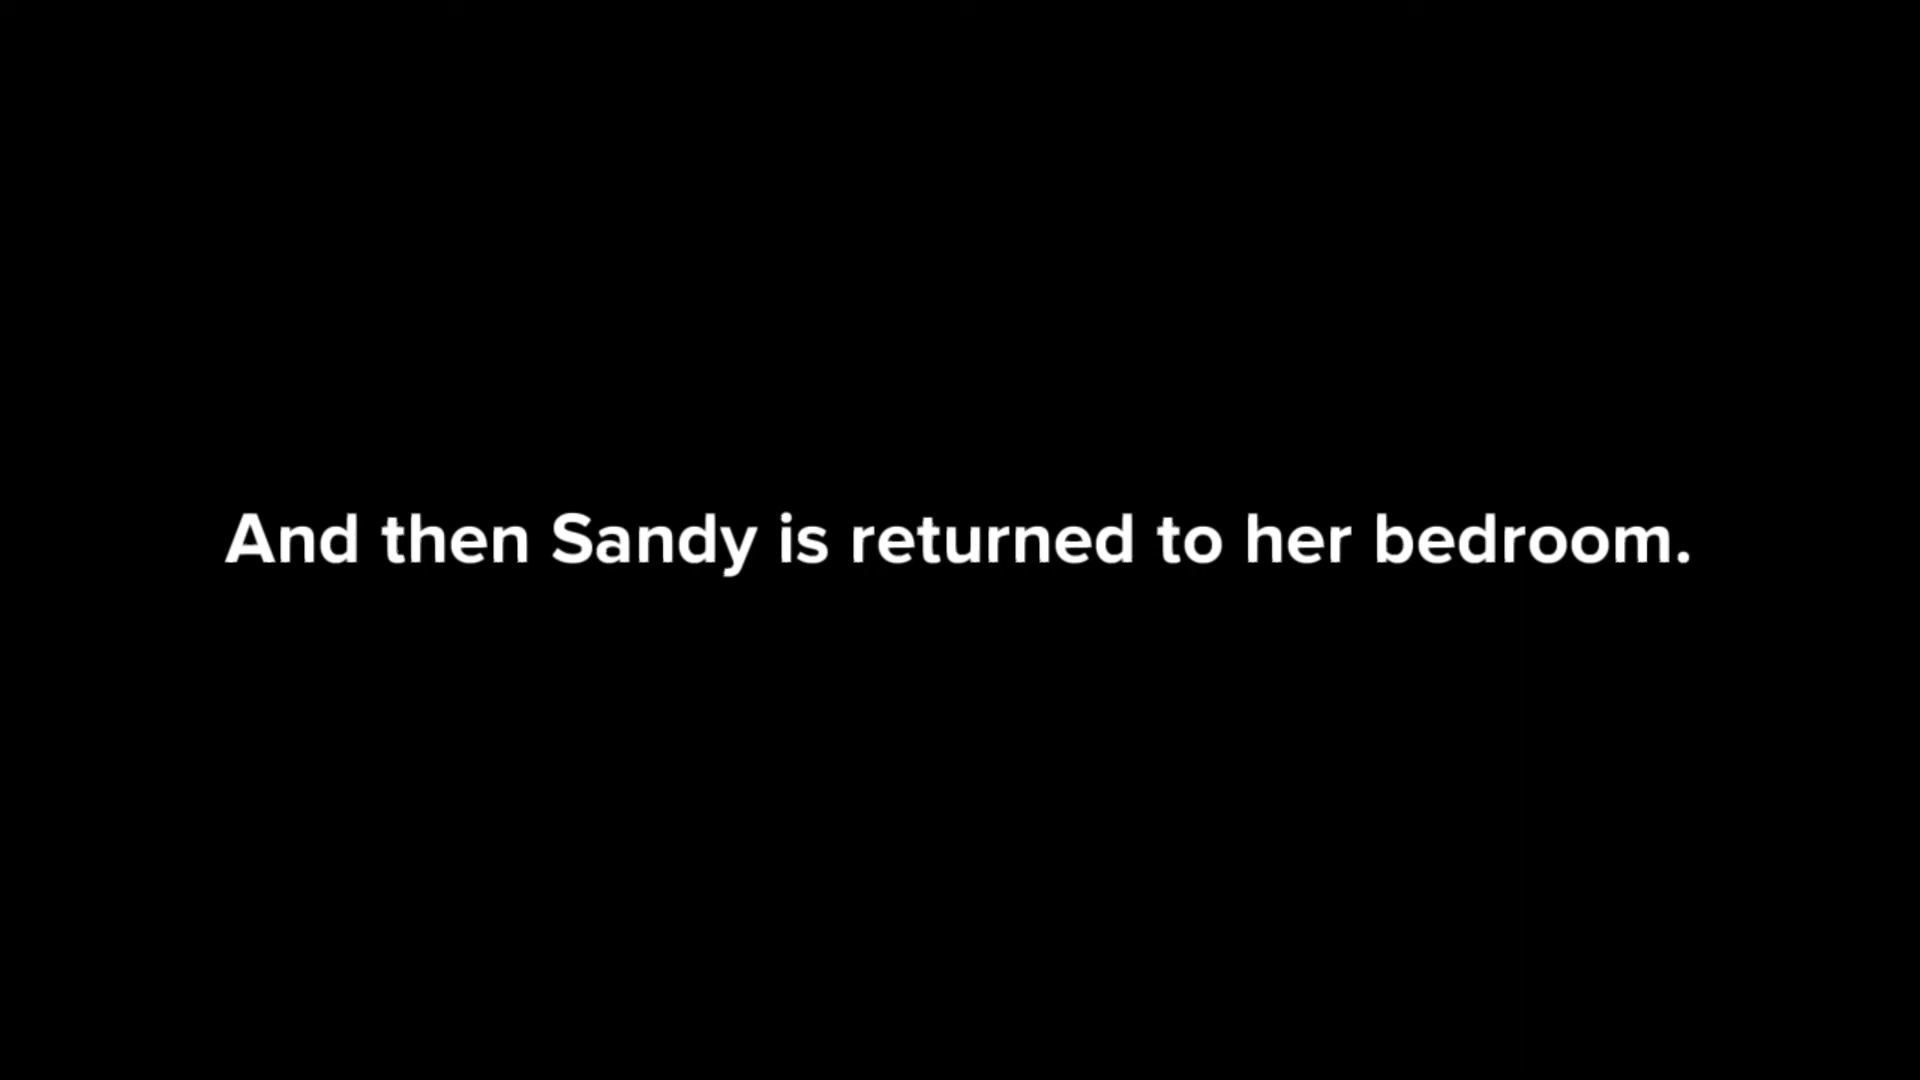 And then Sandy is returned to her bedroom.